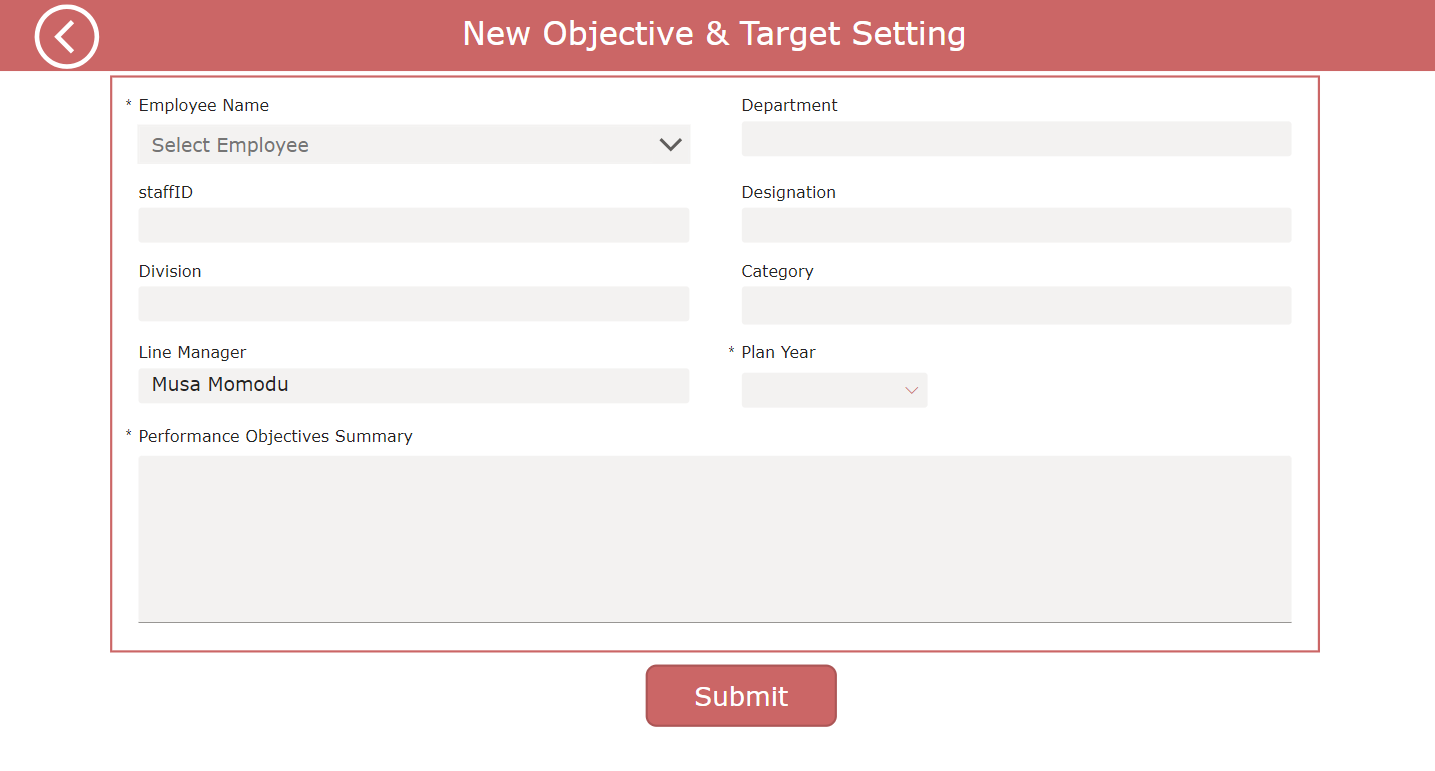 New Objective & Target Setting
* Employee Name
Department
Select Employee
staffID
Designation
Division
Category
Line Manager
* Plan Year
Musa Momodu
* Performance Objectives Summary
Submit